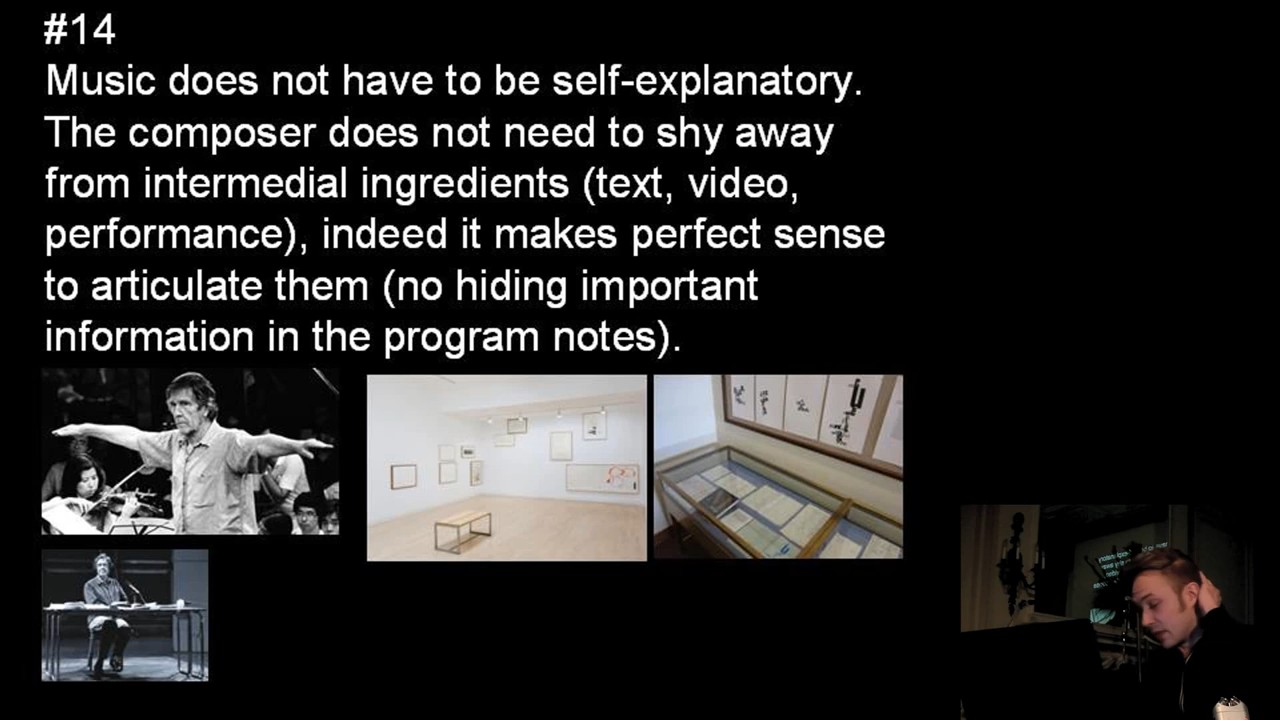 #14
Music does not have to be self-explanatory.
The composer does not need to shy away
from intermedial ingredients (text, video,
performance), indeed it makes perfect sense
to articulate them (no hiding important
information in the program notes).